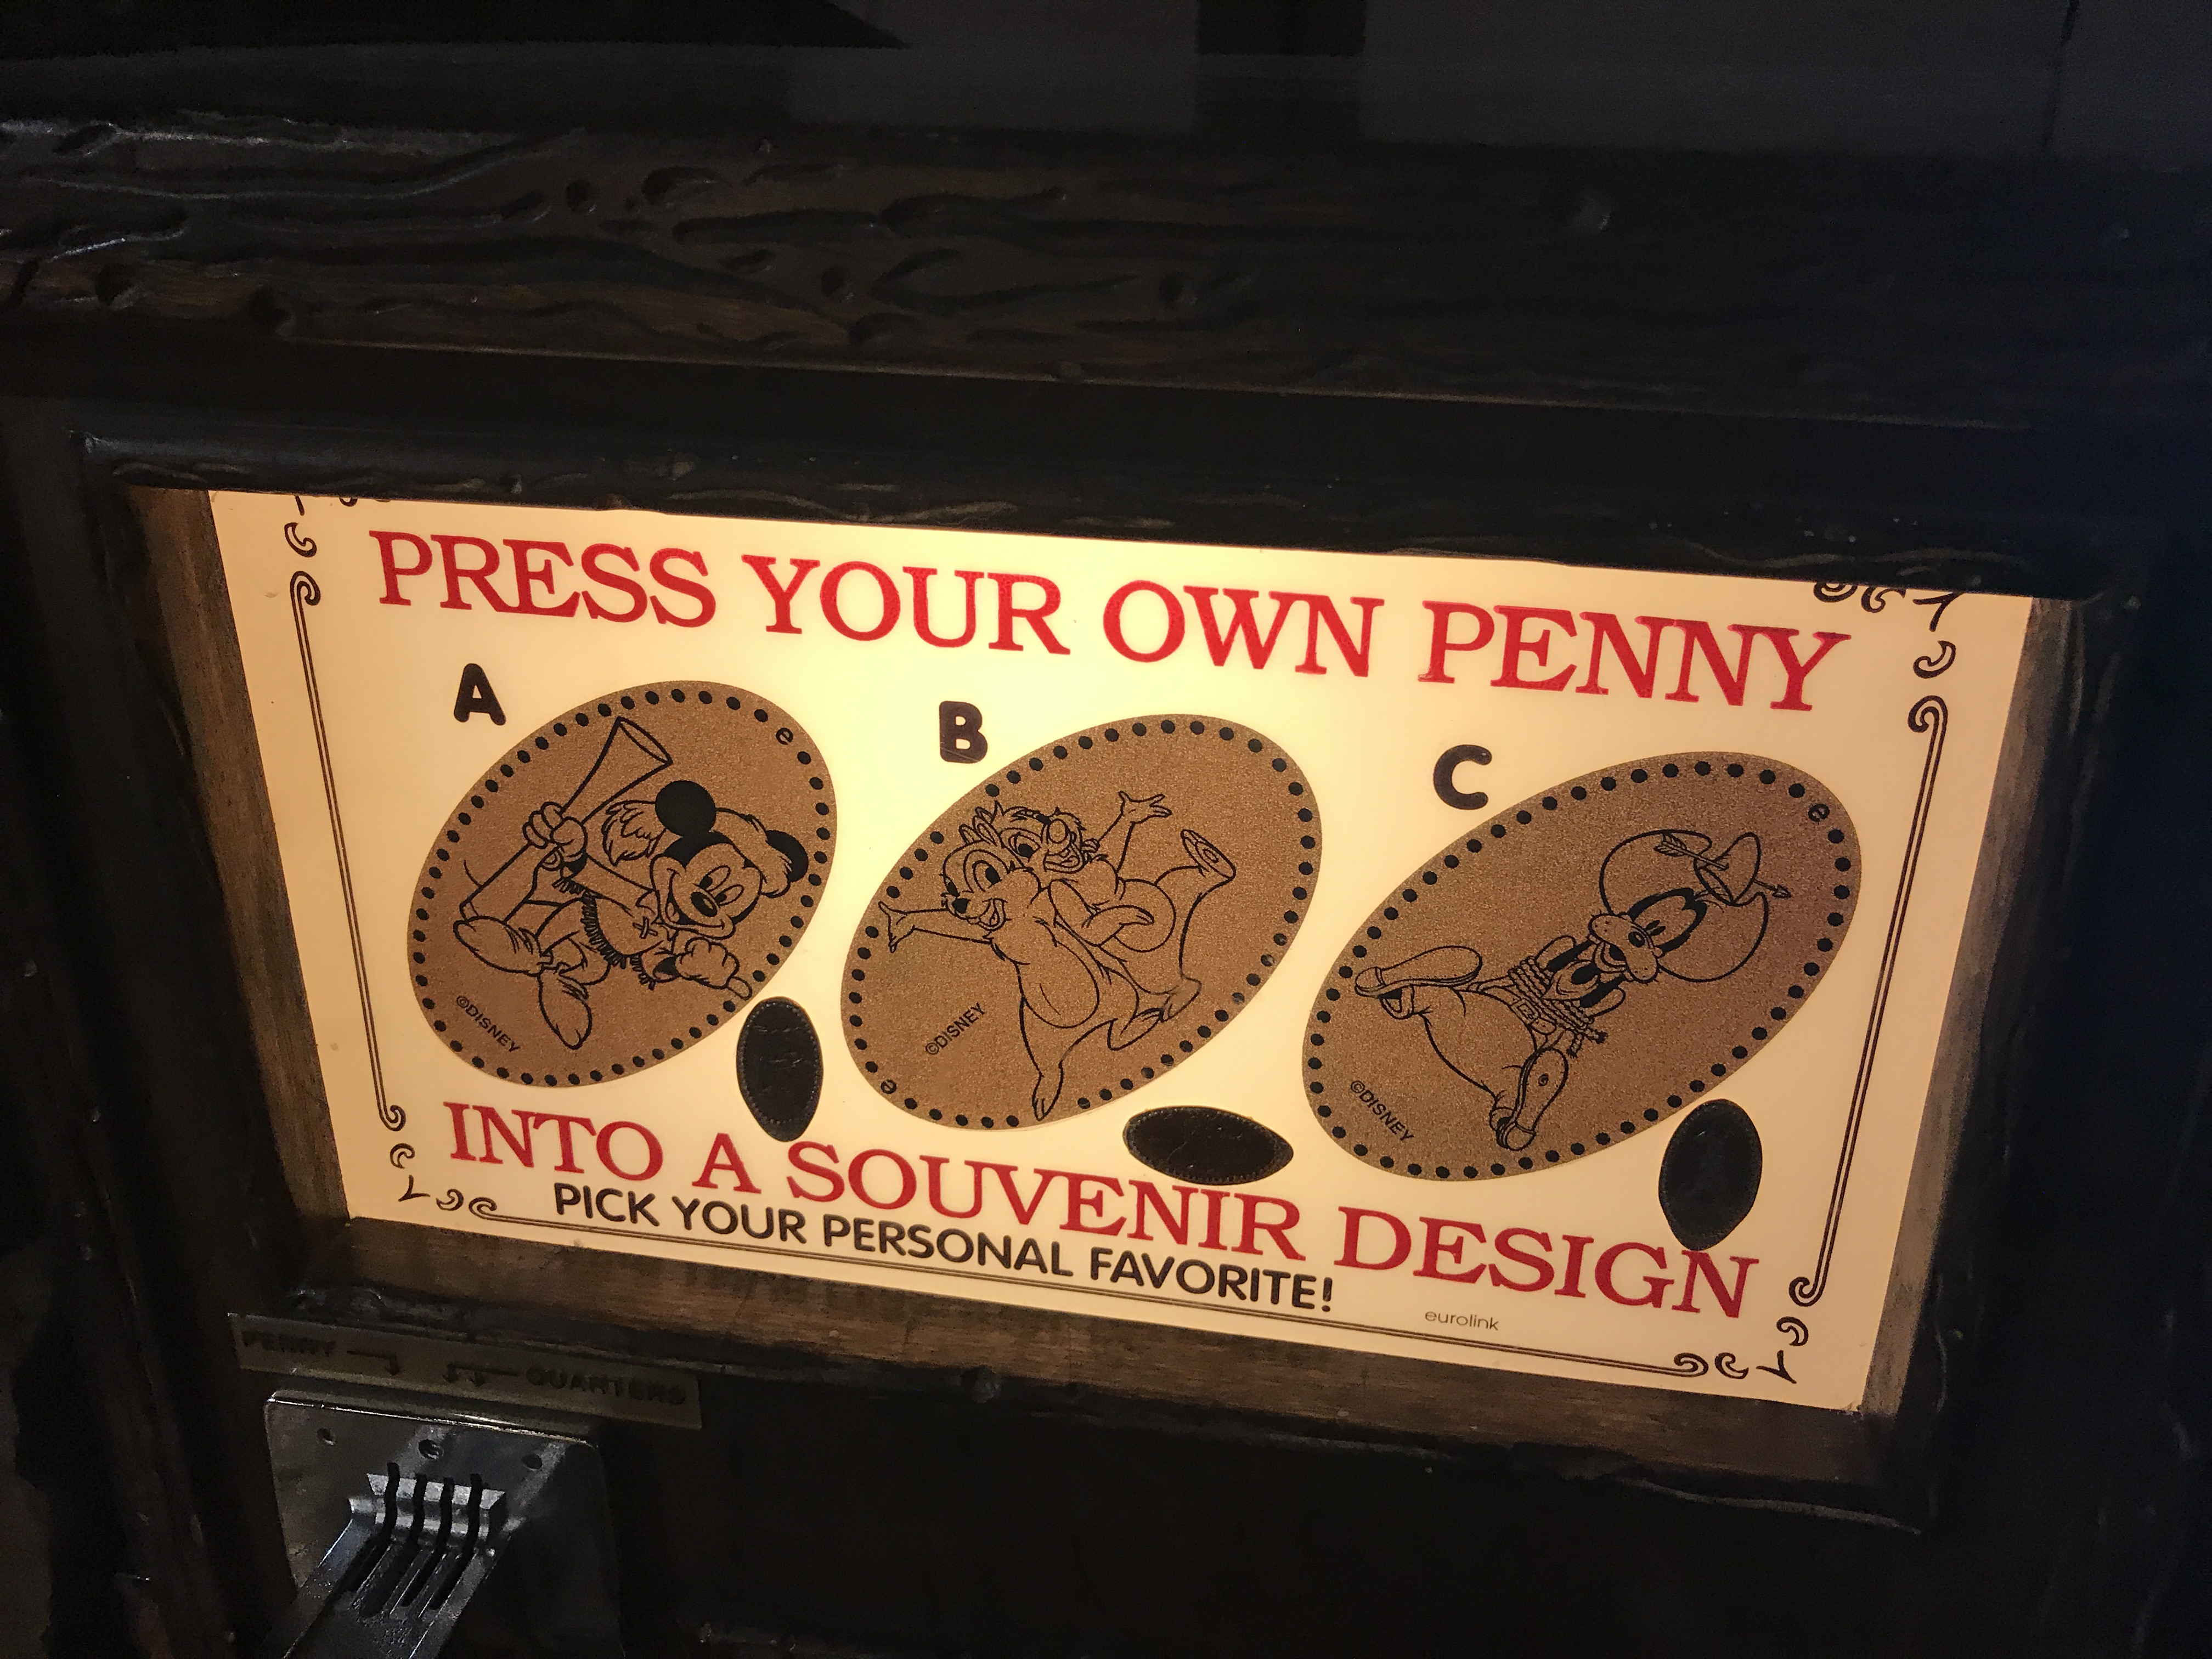 PRESS YOUR OWN PENNY
A
B
C
e
e
©DISNEY
©DISNEY
e
©DISNEY
INTO A SOUVENIR DESIGN
PICK YOUR PERSONAL FAVORITE!
eurolink
PENNY QUARTERS